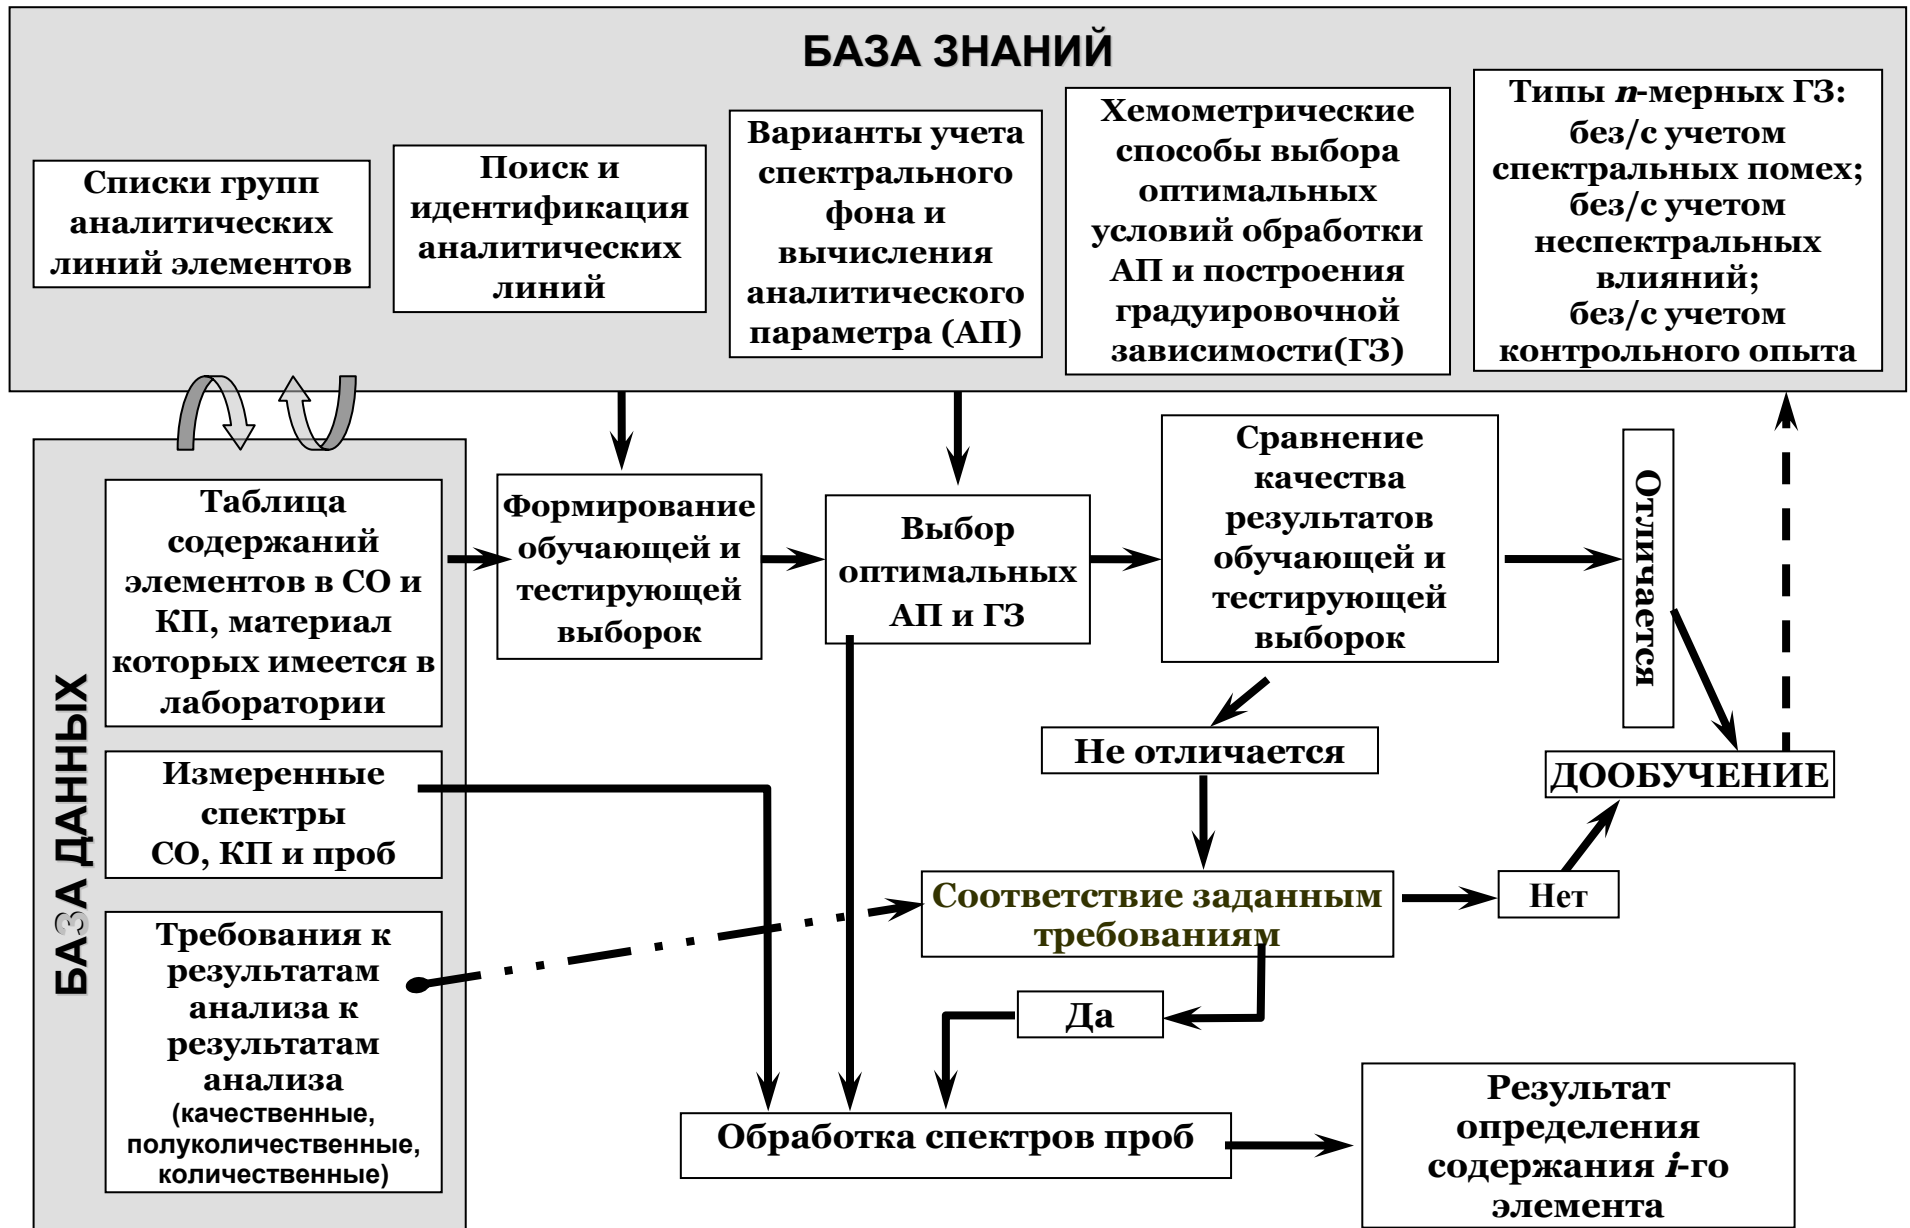 БАЗА ЗНАНИЙ
Списки групп
аналитических
линий элементов
Поиск и
идентификация
аналитических
линий
Варианты учета
спектрального
фона и
вычисления
аналитического
параметра (АП)
Хемометрические
способы выбора
оптимальных
условий обработки
АП и построения
градуировочной
зависимости(ГЗ)
Типы n-мерных ГЗ:
без/с учетом
спектральных помех;
без/с учетом
неспектральных
влияний;
без/с учетом
контрольного опыта
БАЗА ДАННЫХ
Таблица
содержаний
элементов в СО и
КП, материал
которых имеется в
лаборатории
Измеренные
спектры
СО, КП и проб
Требования к
результатам
анализа к
результатам
анализа
(качественные,
полуколичественные,
количественные)
Формирование
обучающей и
тестирующей
выборок
Выбор
оптимальных
АП и ГЗ
Сравнение
качества
результатов
обучающей и
тестирующей
выборок
Отличается
Не отличается
ДООБУЧЕНИЕ
Соответствие заданным
требованиям
Нет
Да
Обработка спектров проб
Результат
определения
содержания i-го
элемента